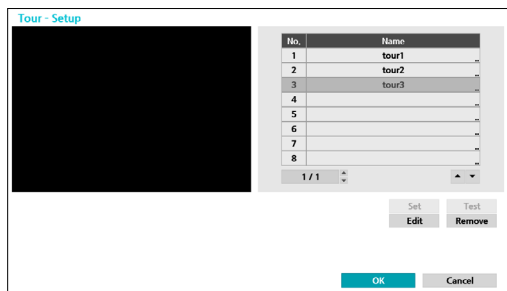 Tour - Setup
No. Name
1 tour1 ..
2 tour2 ..
3 tour3 ..
4 ..
5 ..
6 ..
7 ..
8 ..
1 / 1
Set Test
Edit Remove
OK Cancel